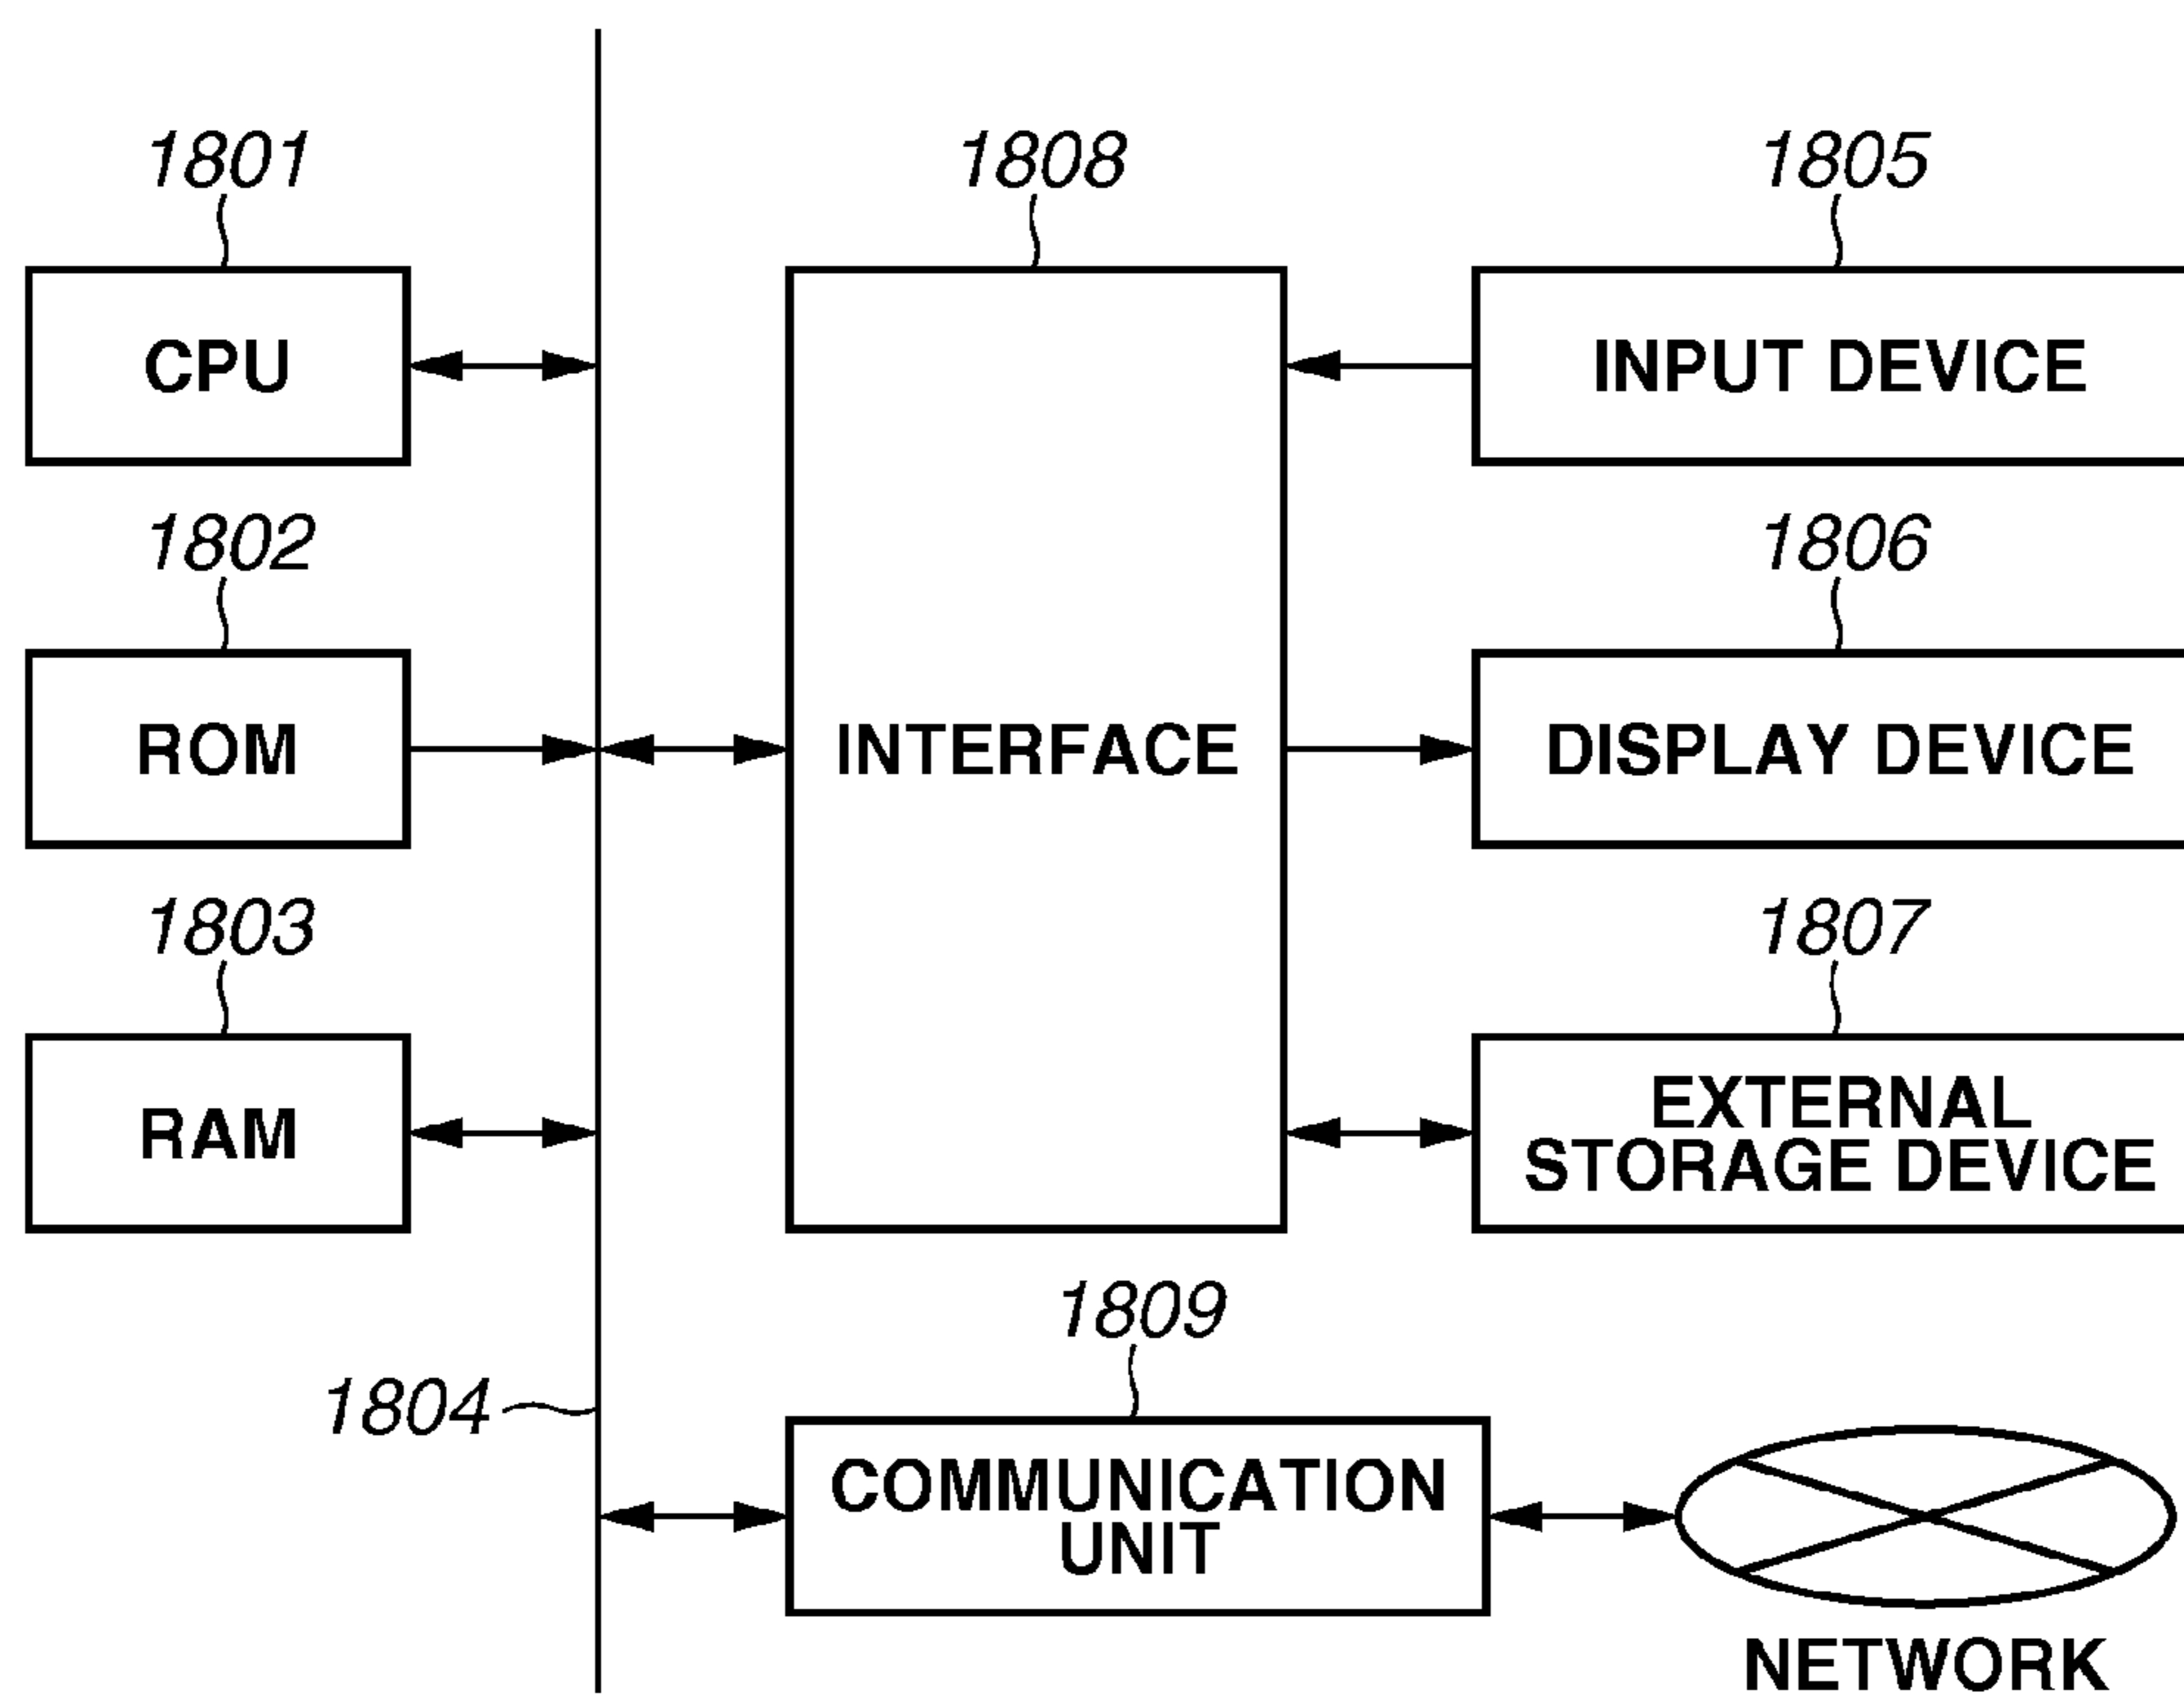 1801
1808
1805
CPU
INPUT DEVICE
1802
1806
ROM
INTERFACE
DISPLAY DEVICE
1803
1807
RAM
EXTERNAL
STORAGE DEVICE
1809
1804
COMMUNICATION
UNIT
NETWORK